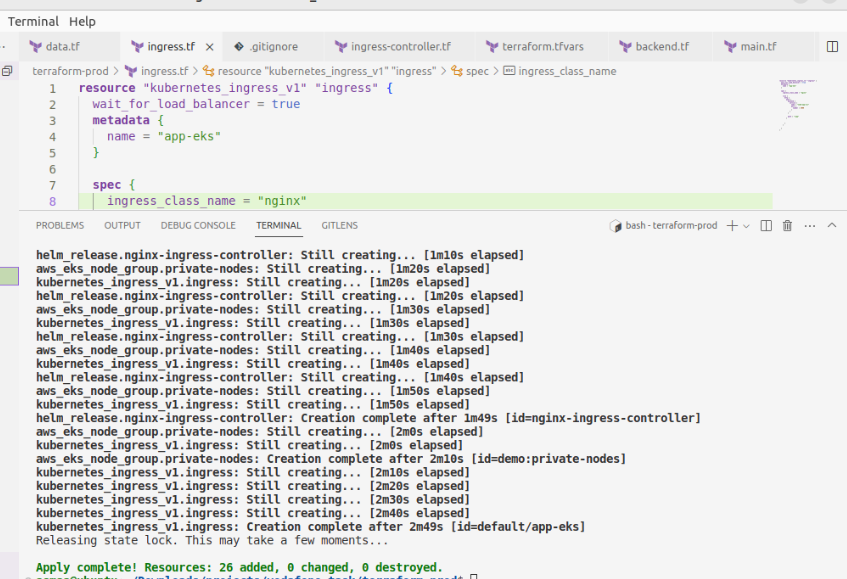 Terminal Help
data.tf ingress.tf × .gitignore ingress-controller.tf terraform.tfvars backend.tf main.tf
terraform-prod > ingress.tf > resource "kubernetes_ingress_v1" "ingress" > spec > ingress_class_name
1 resource "kubernetes_ingress_v1" "ingress" {
2 wait_for_load_balancer = true
3 metadata {
4 name = "app-eks"
5 }
6
7 spec {
8 ingress_class_name = "nginx"
PROBLEMS OUTPUT DEBUG CONSOLE TERMINAL GITLENS bash - terraform-prod
helm_release.nginx-ingress-controller: Still creating... [1m10s elapsed]
aws_eks_node_group.private-nodes: Still creating... [1m20s elapsed]
kubernetes_ingress_v1.ingress: Still creating... [1m20s elapsed]
helm_release.nginx-ingress-controller: Still creating... [1m20s elapsed]
aws_eks_node_group.private-nodes: Still creating... [1m30s elapsed]
kubernetes_ingress_v1.ingress: Still creating... [1m30s elapsed]
helm_release.nginx-ingress-controller: Still creating... [1m30s elapsed]
aws_eks_node_group.private-nodes: Still creating... [1m40s elapsed]
kubernetes_ingress_v1.ingress: Still creating... [1m40s elapsed]
helm_release.nginx-ingress-controller: Still creating... [1m40s elapsed]
aws_eks_node_group.private-nodes: Still creating... [1m50s elapsed]
kubernetes_ingress_v1.ingress: Still creating... [1m50s elapsed]
helm_release.nginx-ingress-controller: Creation complete after 1m49s [id=nginx-ingress-controller]
aws_eks_node_group.private-nodes: Still creating... [2m0s elapsed]
kubernetes_ingress_v1.ingress: Still creating... [2m0s elapsed]
aws_eks_node_group.private-nodes: Creation complete after 2m10s [id=demo:private-nodes]
kubernetes_ingress_v1.ingress: Still creating... [2m10s elapsed]
kubernetes_ingress_v1.ingress: Still creating... [2m20s elapsed]
kubernetes_ingress_v1.ingress: Still creating... [2m30s elapsed]
kubernetes_ingress_v1.ingress: Still creating... [2m40s elapsed]
kubernetes_ingress_v1.ingress: Creation complete after 2m49s [id=default/app-eks]
Releasing state lock. This may take a few moments...
Apply complete! Resources: 26 added, 0 changed, 0 destroyed.